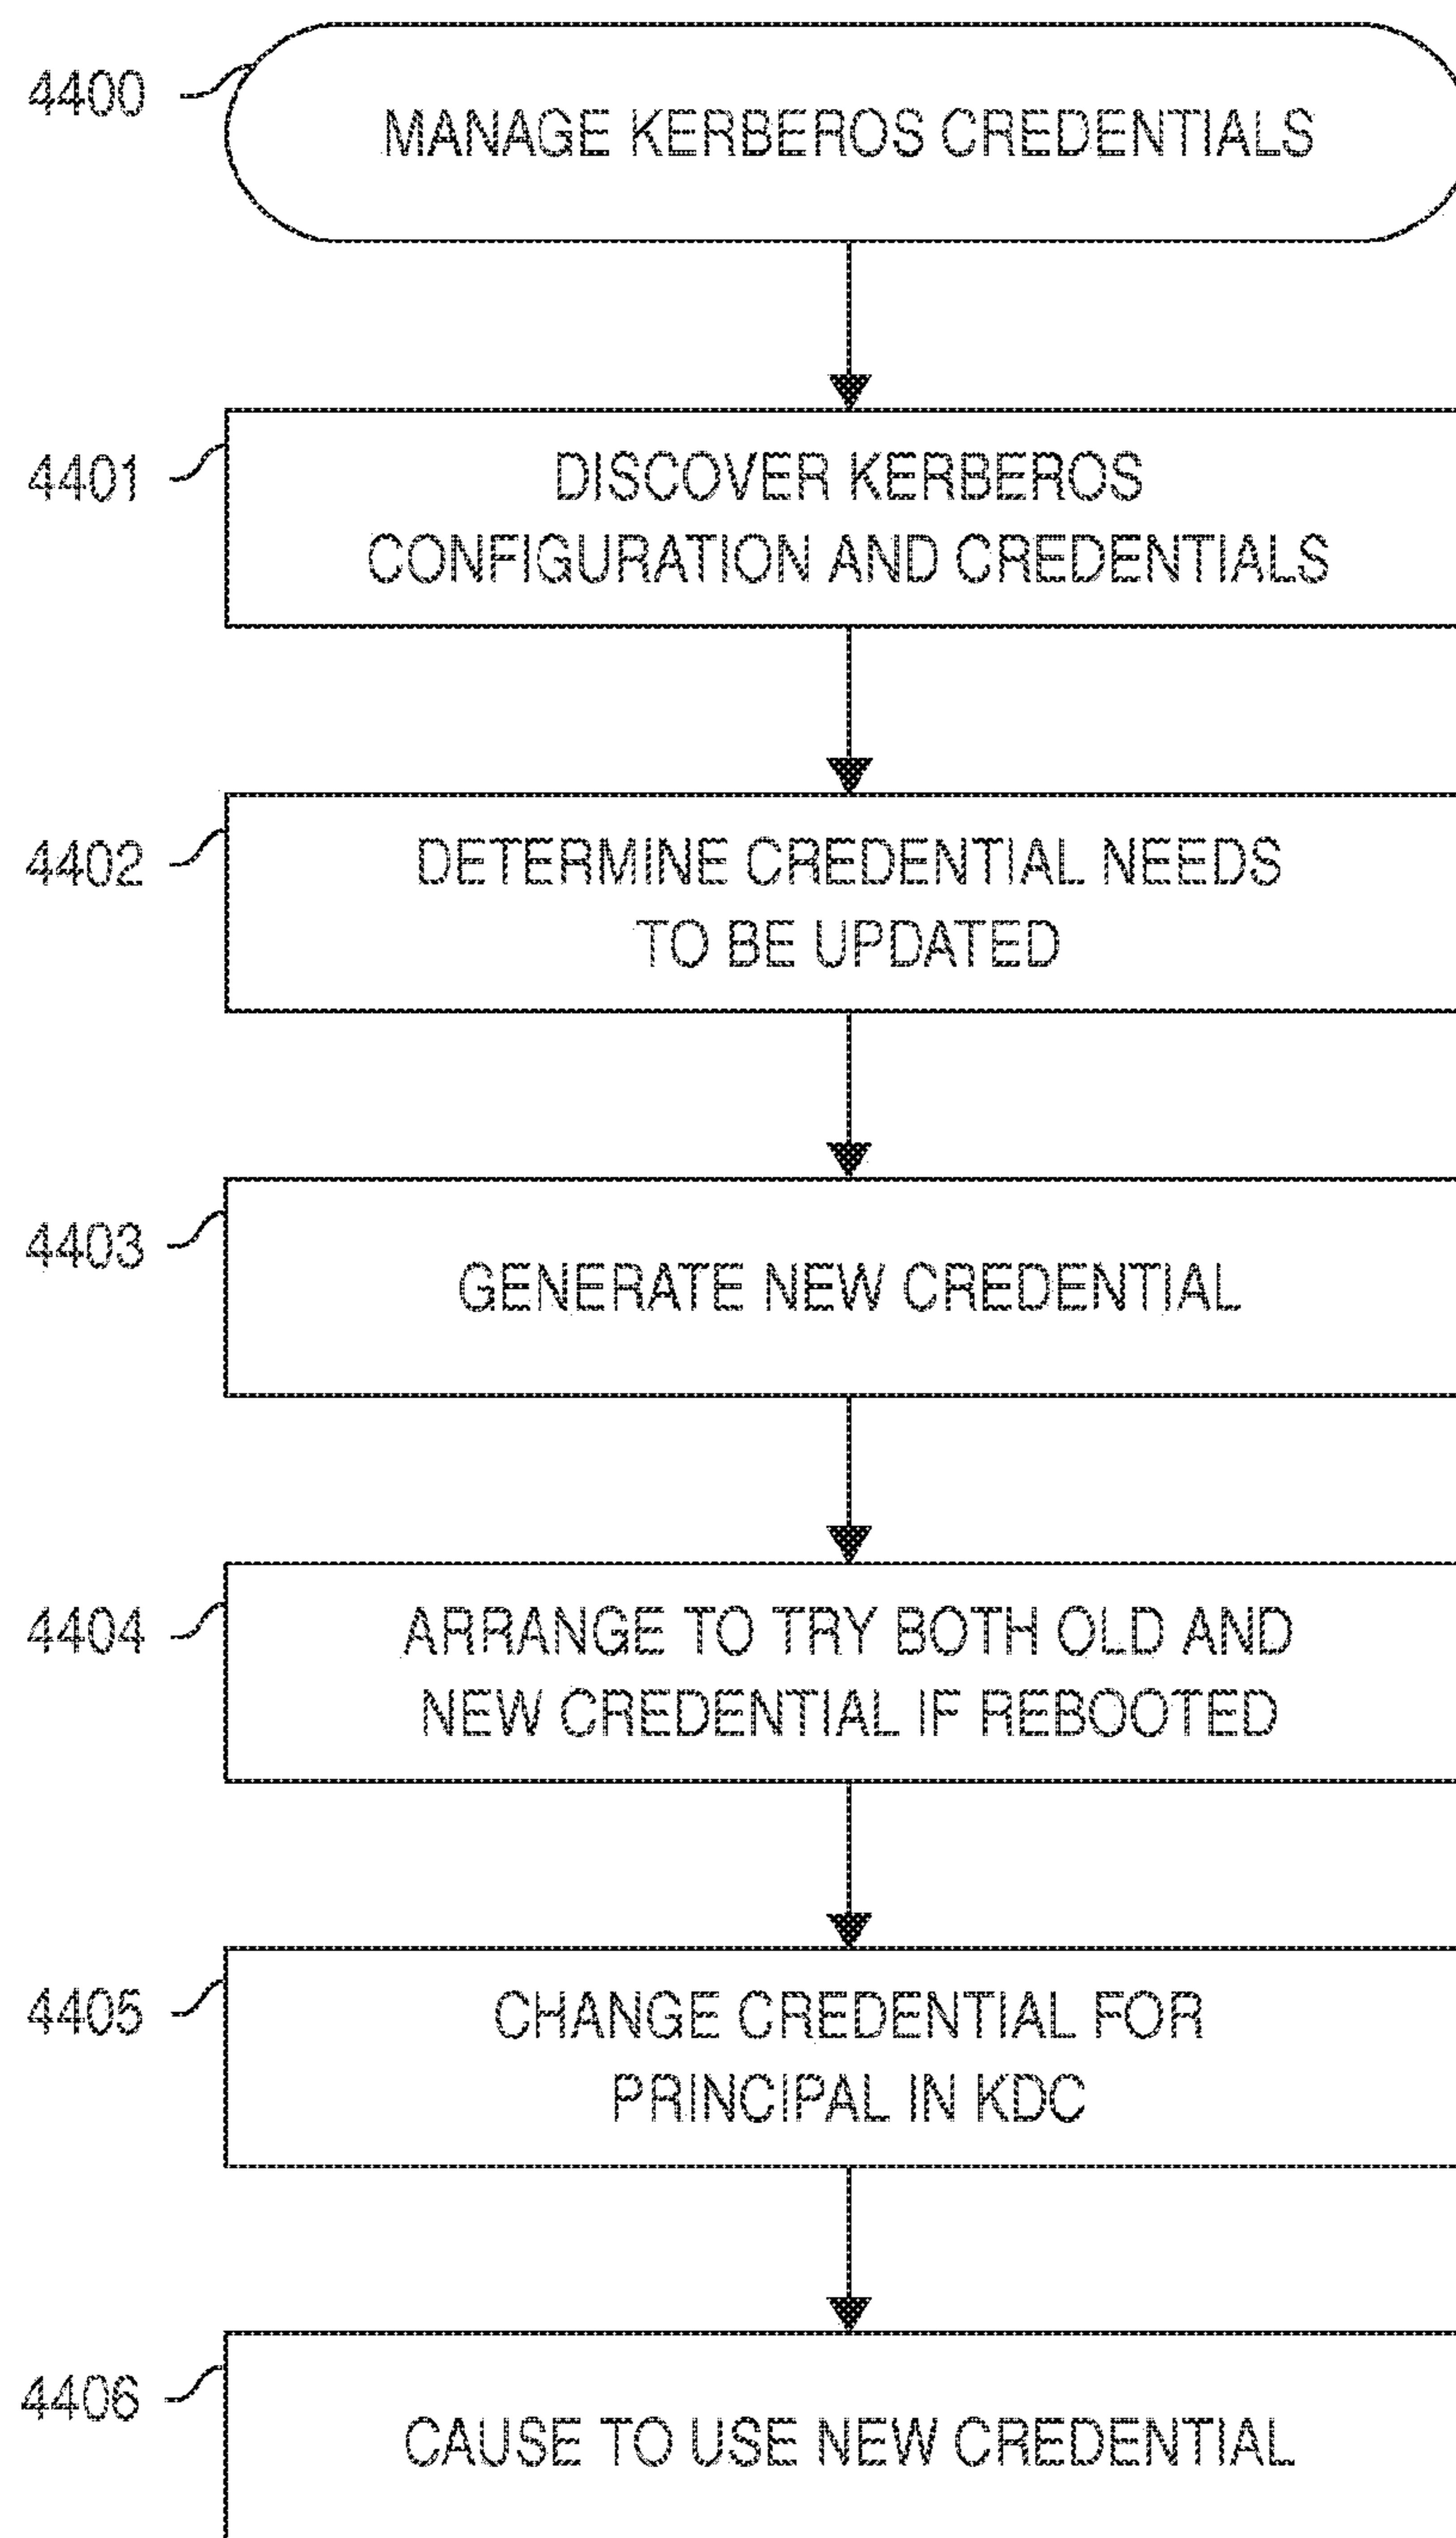 4400
MANAGE KERBEROS CREDENTIALS
4401
DISCOVER KERBEROS
CONFIGURATION AND CREDENTIALS
4402
DETERMINE CREDENTIAL NEEDS
TO BE UPDATED
4403
GENERATE NEW CREDENTIAL
4404
ARRANGE TO TRY BOTH OLD AND
NEW CREDENTIAL IF REBOOTED
4405
CHANGE CREDENTIAL FOR
PRINCIPAL IN KDC
4406
CAUSE TO USE NEW CREDENTIAL